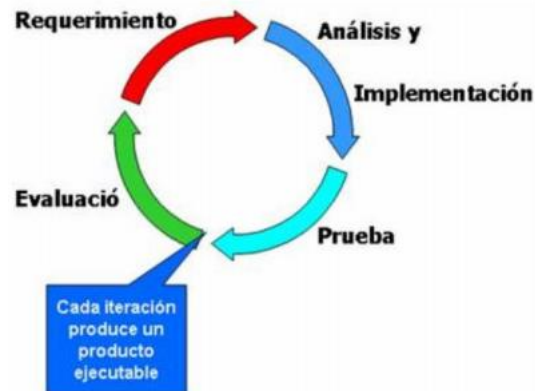 Requerimiento
Análisis y
Implementación
Prueba
Evaluació
Cada iteración
produce un
producto
ejecutable